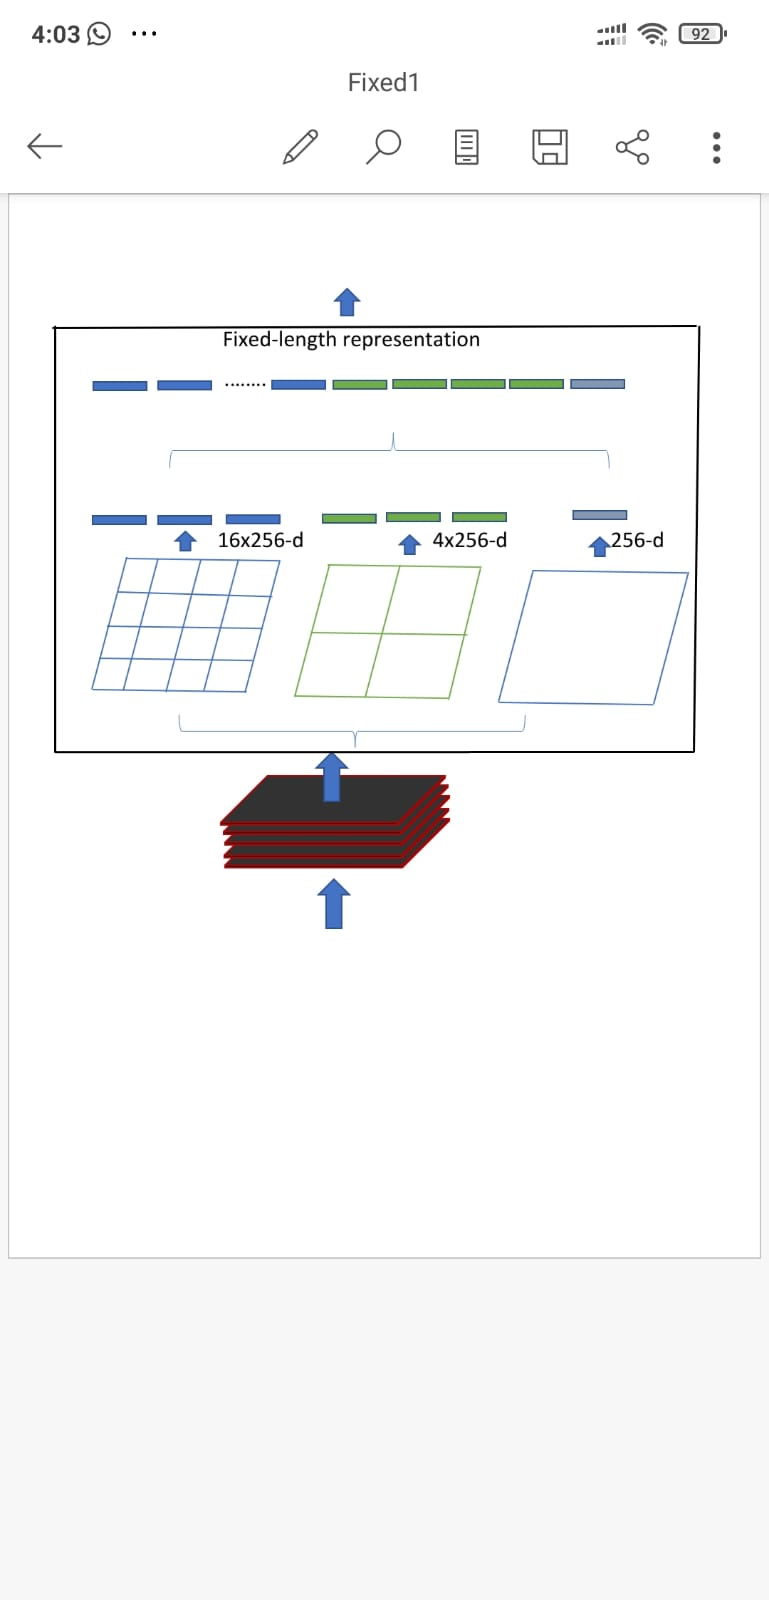 4:03
92
Fixed1
Fixed-length representation
16x256-d
4x256-d
256-d